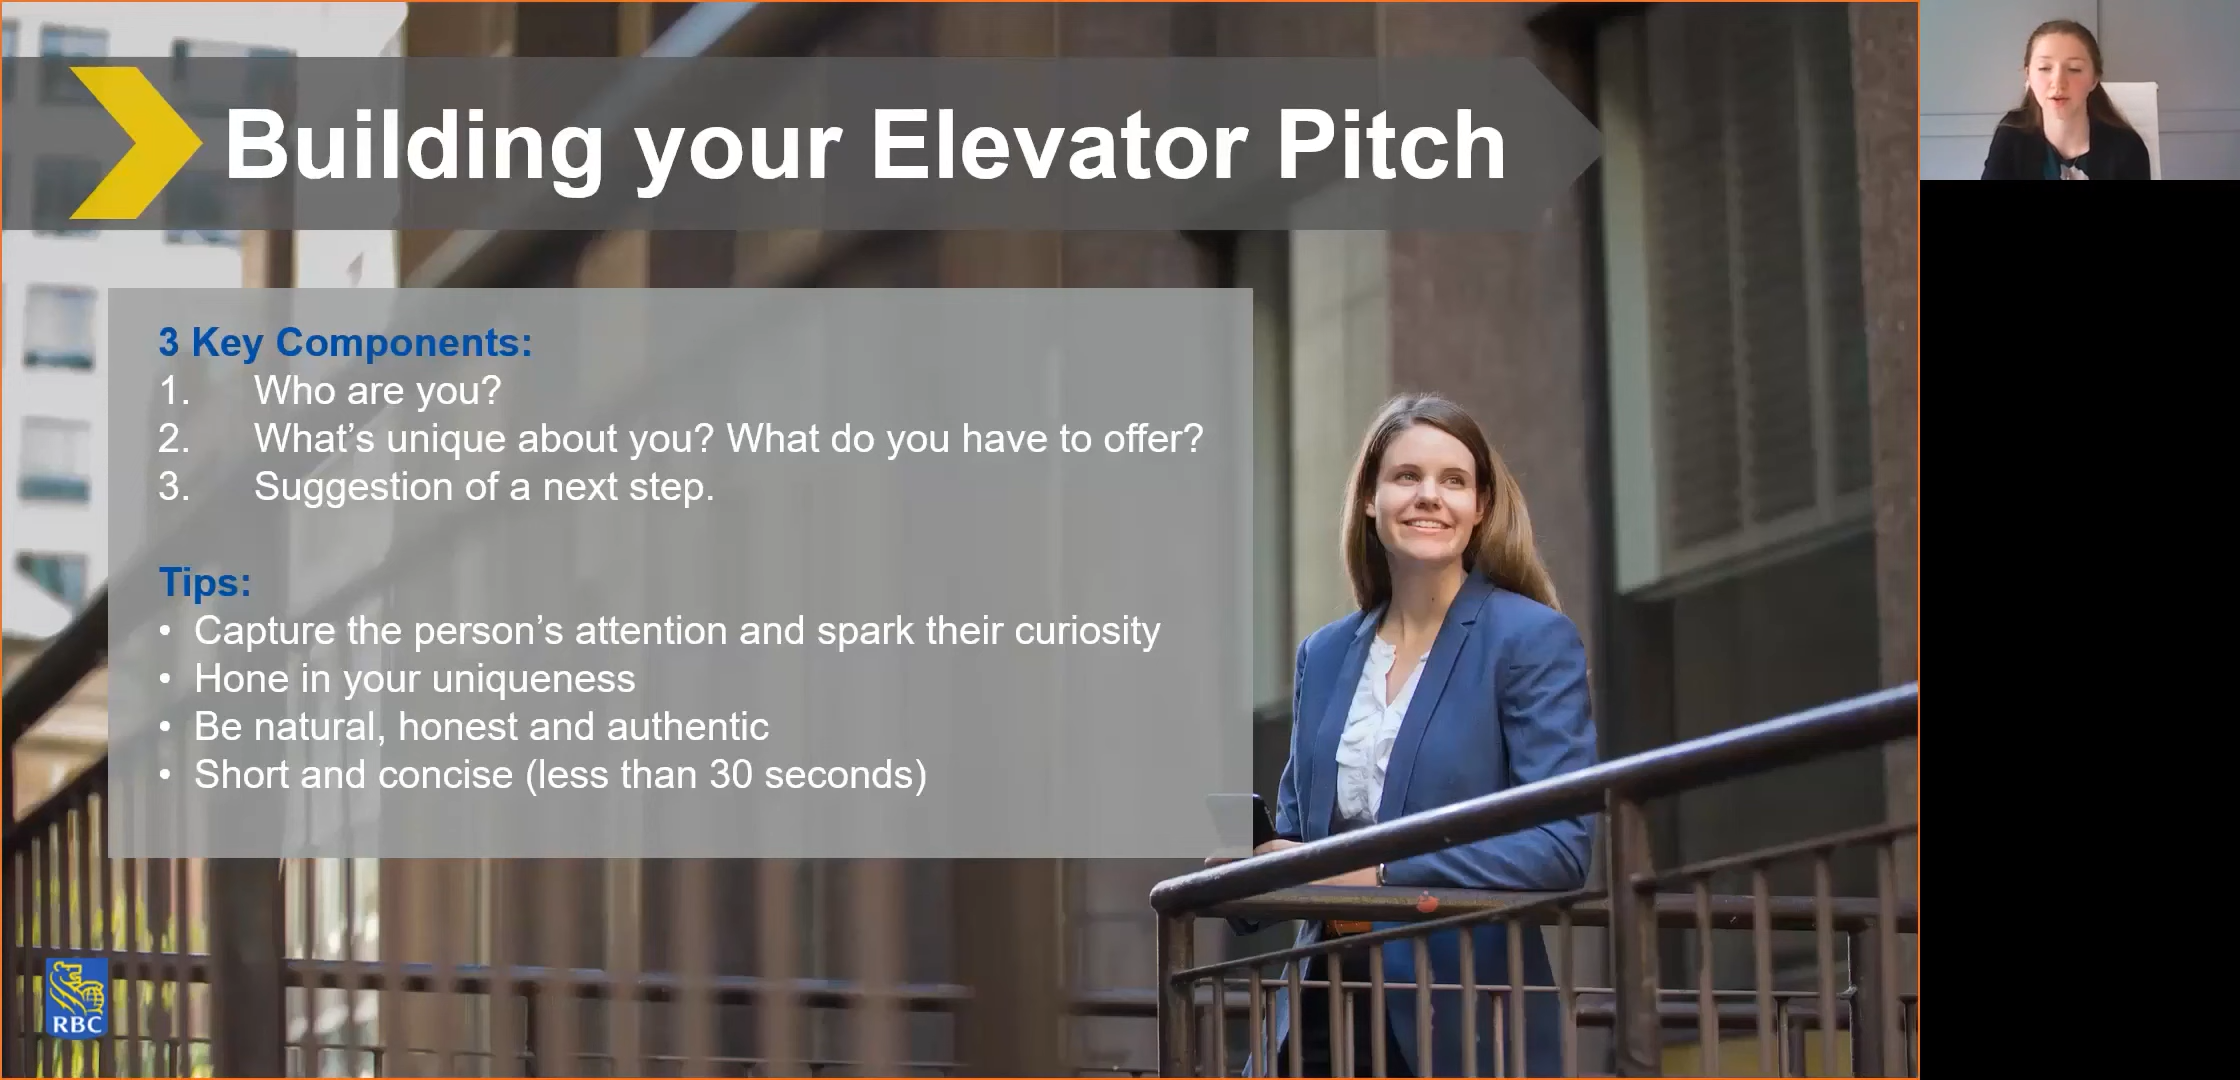 Building your Elevator Pitch
3 Key Components:
1. Who are you?
2. What’s unique about you? What do you have to offer?
3. Suggestion of a next step.
Tips:
• Capture the person’s attention and spark their curiosity
• Hone in your uniqueness
• Be natural, honest and authentic
• Short and concise (less than 30 seconds)
RBC